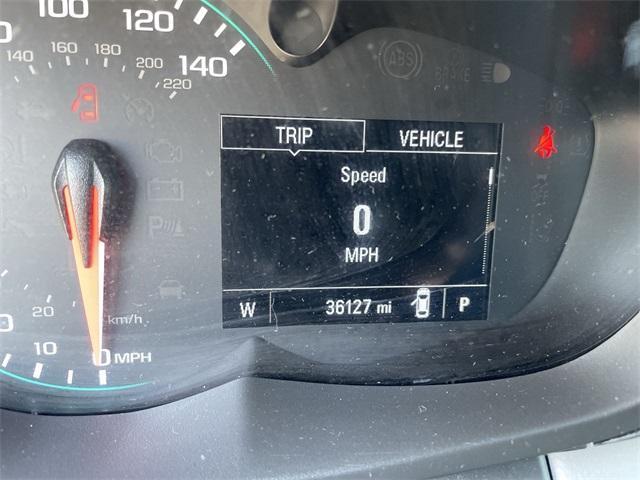 100
120
140
140
160
180
200
220
ABS
BRAKE
TRIP VEHICLE
Speed
0
MPH
W 36127 mi P
20
km/h
10
0 MPH